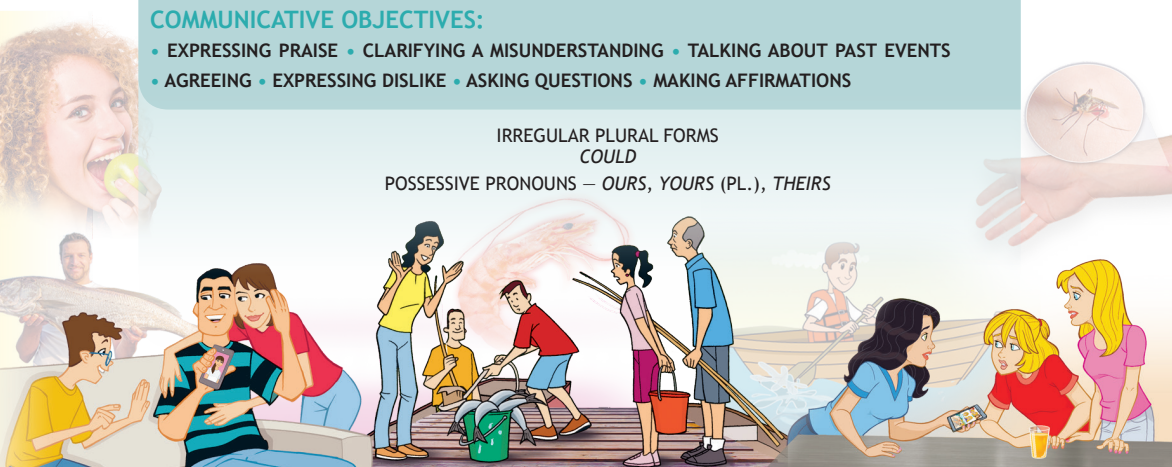 COMMUNICATIVE OBJECTIVES:
• EXPRESSING PRAISE • CLARIFYING A MISUNDERSTANDING • TALKING ABOUT PAST EVENTS
• AGREEING • EXPRESSING DISLIKE • ASKING QUESTIONS • MAKING AFFIRMATIONS
IRREGULAR PLURAL FORMS
COULD
POSSESSIVE PRONOUNS — OURS, YOURS (PL.), THEIRS